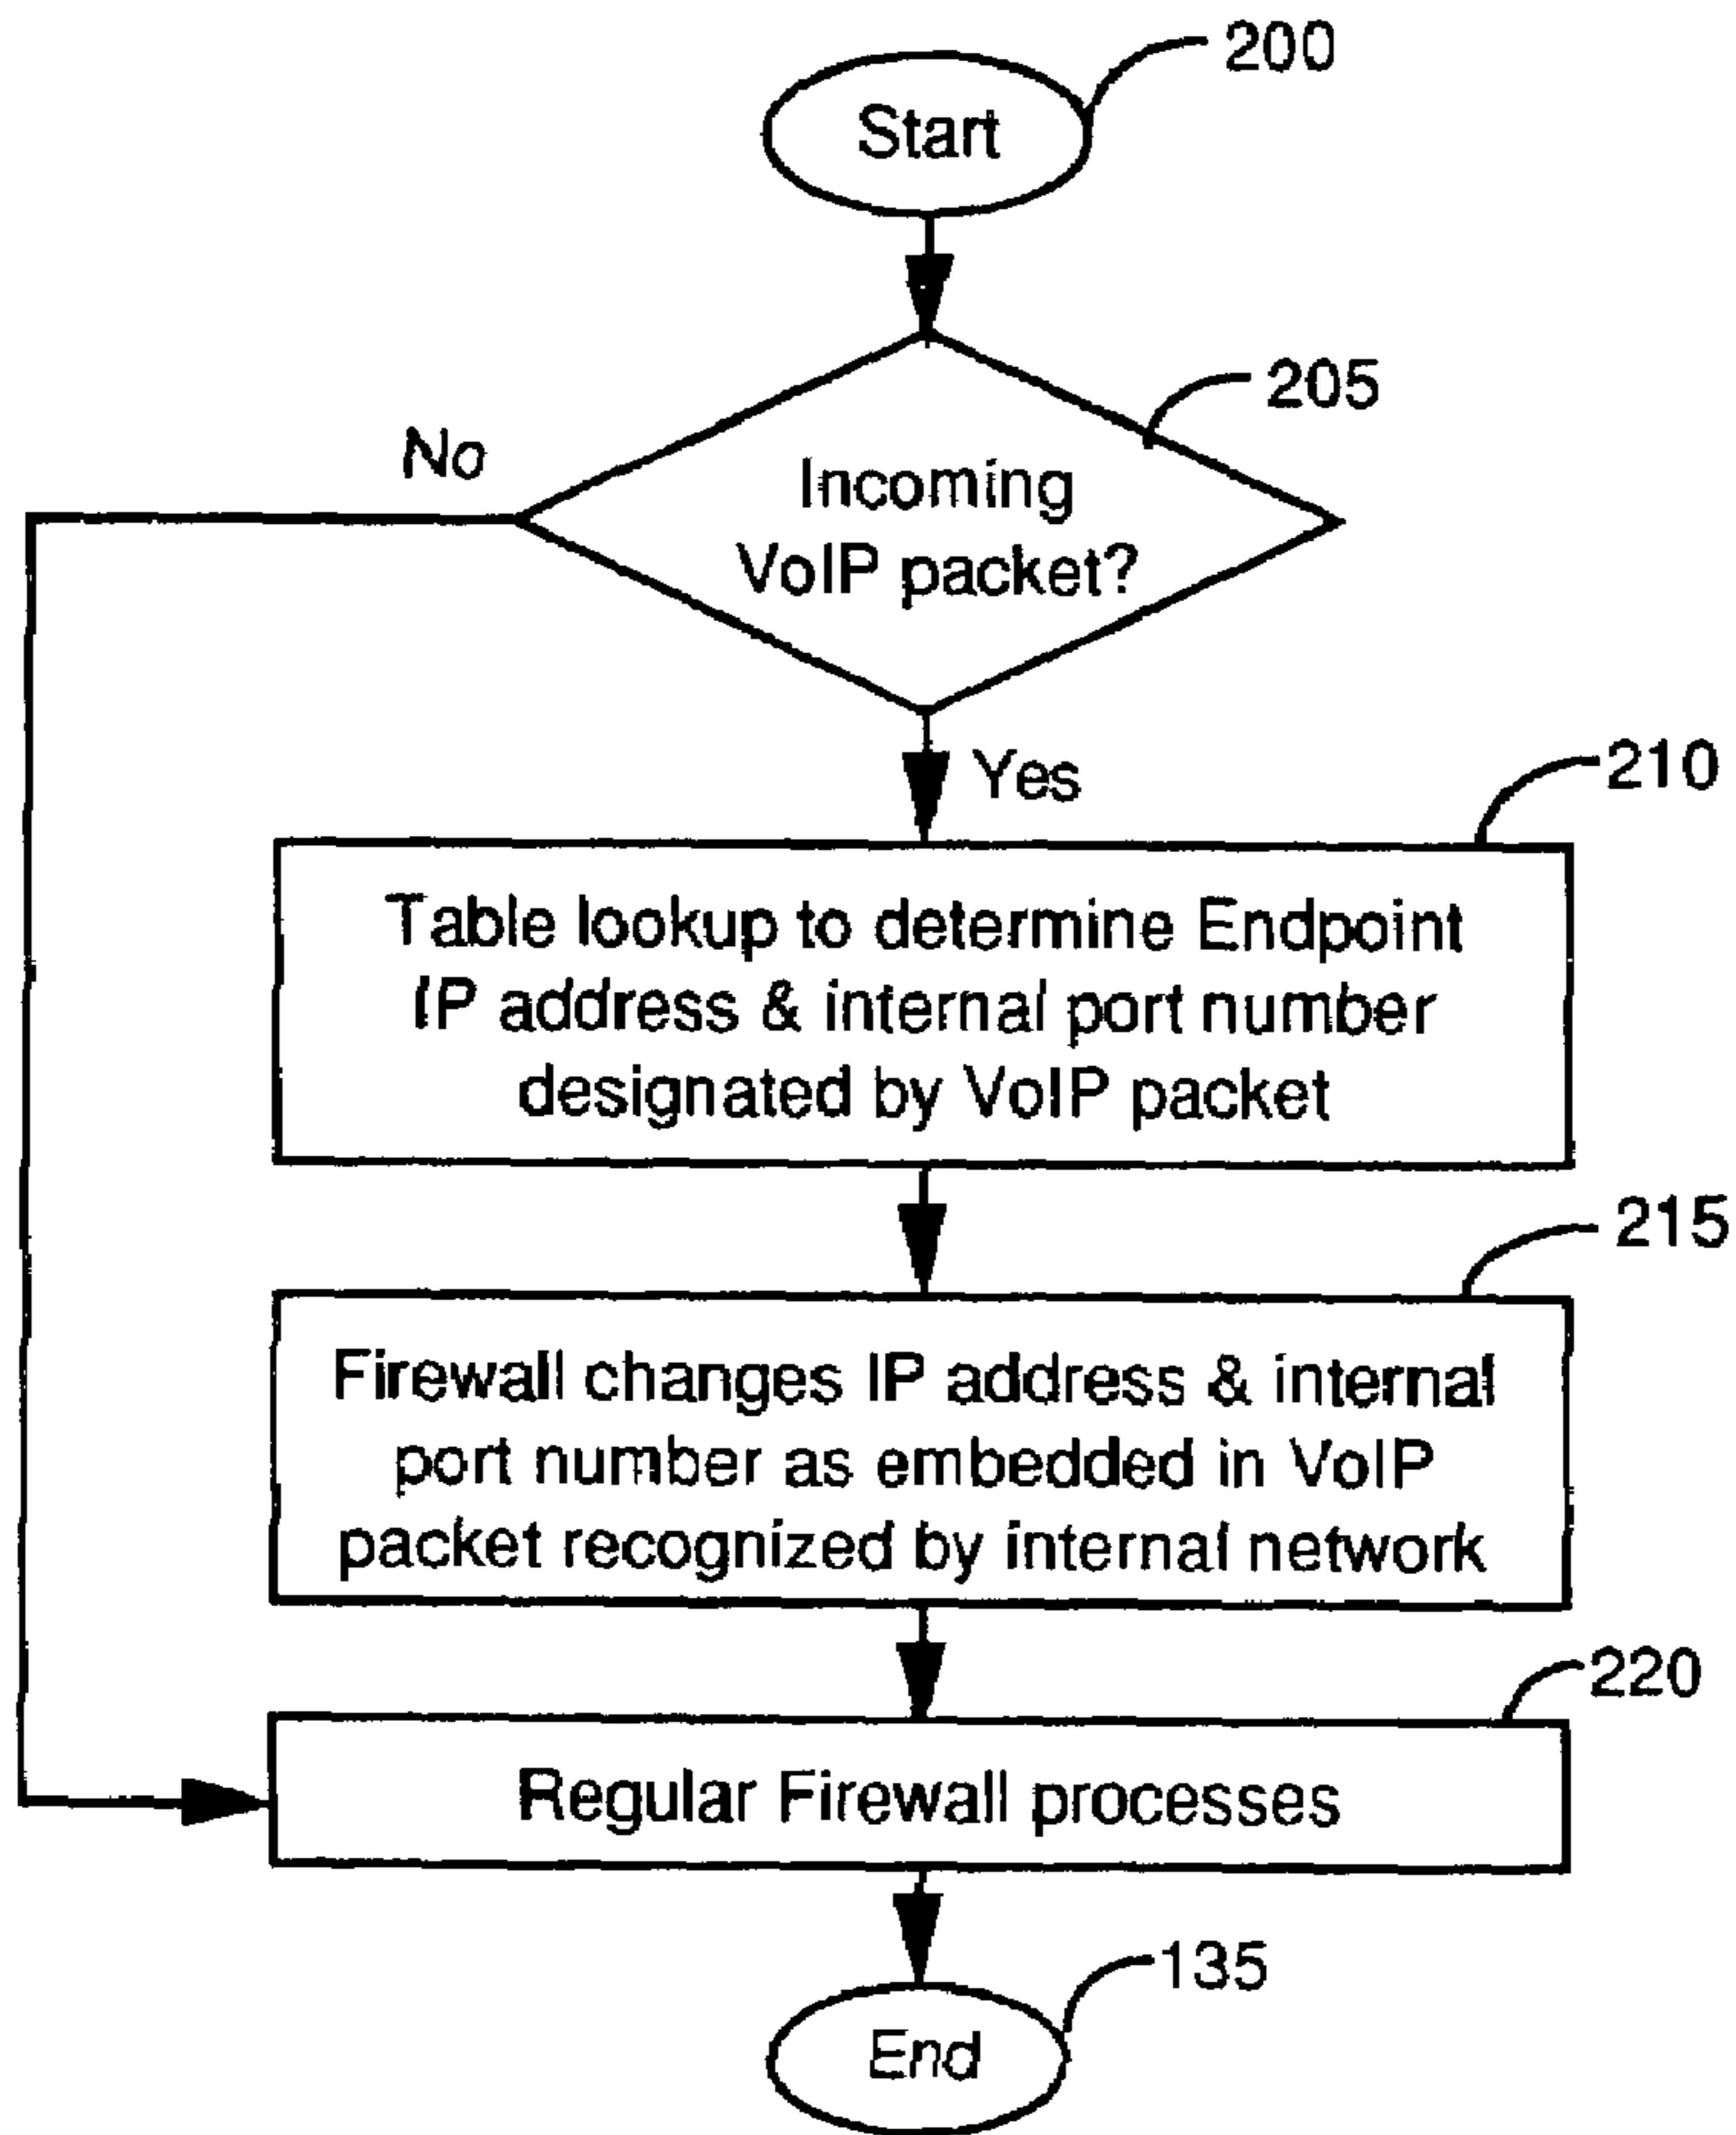 200
Start
205
No
Incoming
VoIP packet?
Yes
210
Table lookup to determine Endpoint
IP address & internal port number
designated by VoIP packet
215
Firewall changes IP address & internal
port number as embedded in VoIP
packet recognized by internal network
220
Regular Firewall processes
135
End